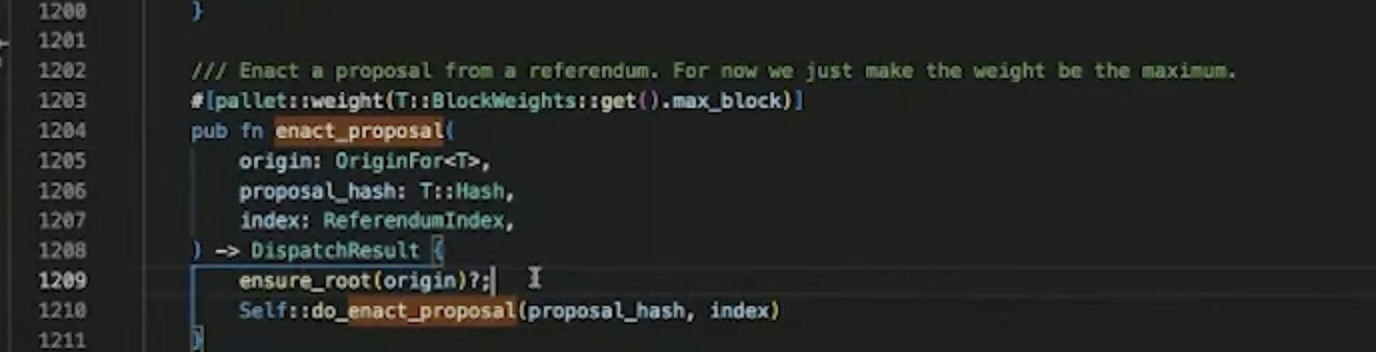 1200 }
1201
1202 /// Enact a proposal from a referendum. For now we just make the weight be the maximum.
1203 #[pallet::weight(T::BlockWeights::get().max_block)]
1204 pub fn enact_proposal(
1205 origin: OriginFor<T>,
1206 proposal_hash: T::Hash,
1207 index: ReferendumIndex,
1208 ) -> DispatchResult {
1209 ensure_root(origin)?;
1210 Self::do_enact_proposal(proposal_hash, index)
1211 }